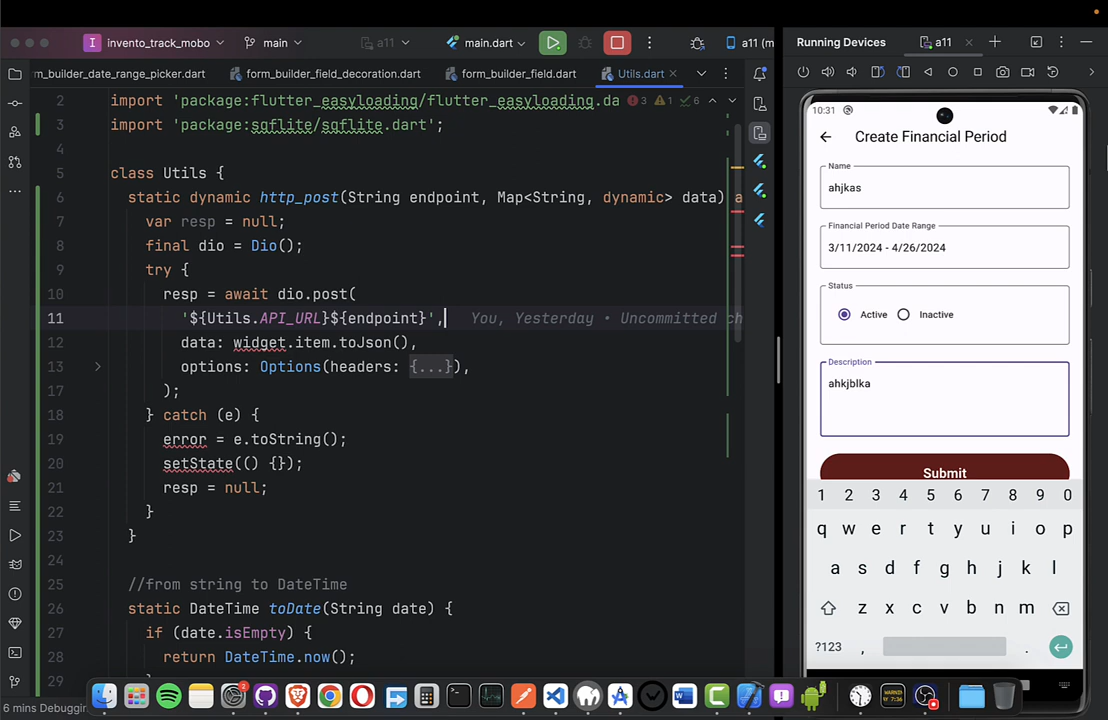 I invento_track_mobo main a11 main.dart a11 (m
Running Devices a11
m_builder_date_range_picker.dart form_builder_field_decoration.dart form_builder_field.dart Utils.dart
2 import 'package:flutter_easyloading/flutter_easyloading.da 3 1 6
3 import 'package:sqflite/sqflite.dart';
4
5 class Utils {
6 static dynamic http_post(String endpoint, Map<String, dynamic> data) a
7 var resp = null;
8 final dio = Dio();
9 try {
10 resp = await dio.post(
11 '${Utils.API_URL}${endpoint}', You, Yesterday • Uncommitted ch
12 data: widget.item.toJson(),
13 options: Options(headers: {...}),
17 );
18 } catch (e) {
19 error = e.toString();
20 setState(() {});
21 resp = null;
22 }
23 }
24
25 //from string to DateTime
26 static DateTime toDate(String date) {
27 if (date.isEmpty) {
28 return DateTime.now();
29 }
6 mins Debuggin
10:31
Create Financial Period
Name
ahjkas
Financial Period Date Range
3/11/2024 - 4/26/2024
Status
Active Inactive
Description
ahkjblka
Submit
1 2 3 4 5 6 7 8 9 0
q w e r t y u i o p
a s d f g h j k l
z x c v b n m
?123 , .
2